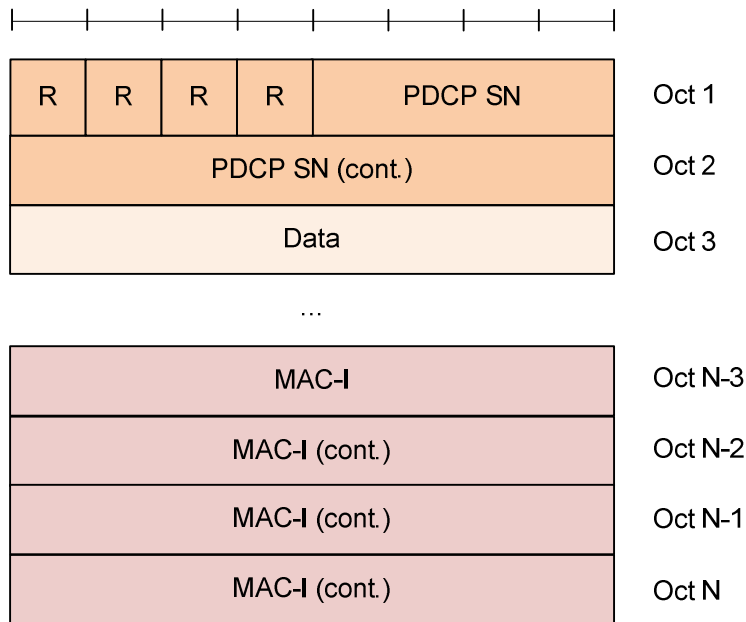 R R R R PDCP SN Oct 1
PDCP SN (cont.) Oct 2
Data Oct 3
...
MAC-I Oct N-3
MAC-I (cont.) Oct N-2
MAC-I (cont.) Oct N-1
MAC-I (cont.) Oct N